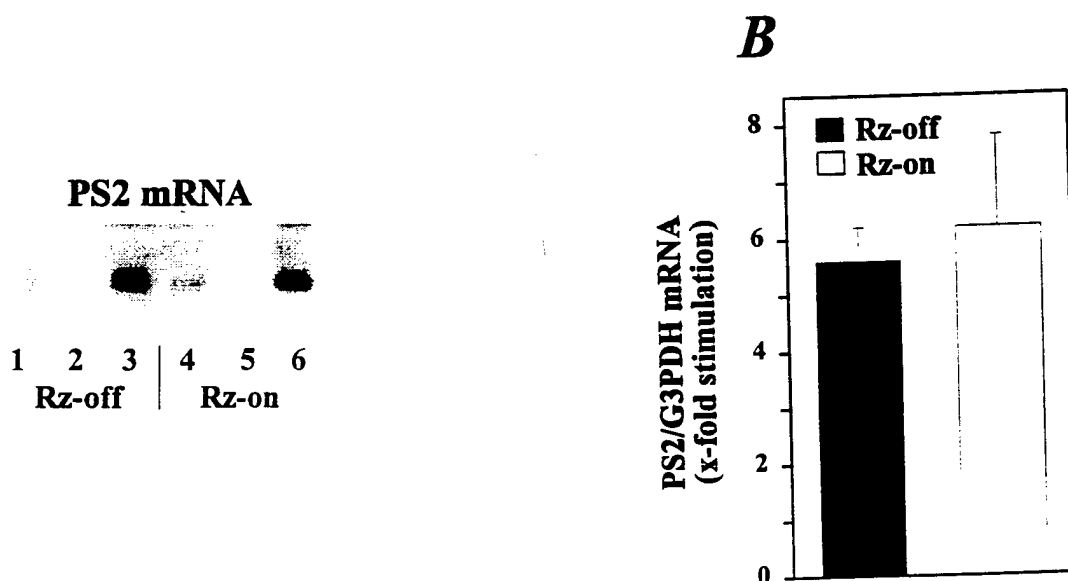 PS2 mRNA
1 2 3 4 5 6
Rz-off Rz-on
B
Rz-off
Rz-on
PS2/G3PDH mRNA
(x-fold stimulation)
8
6
4
2
0